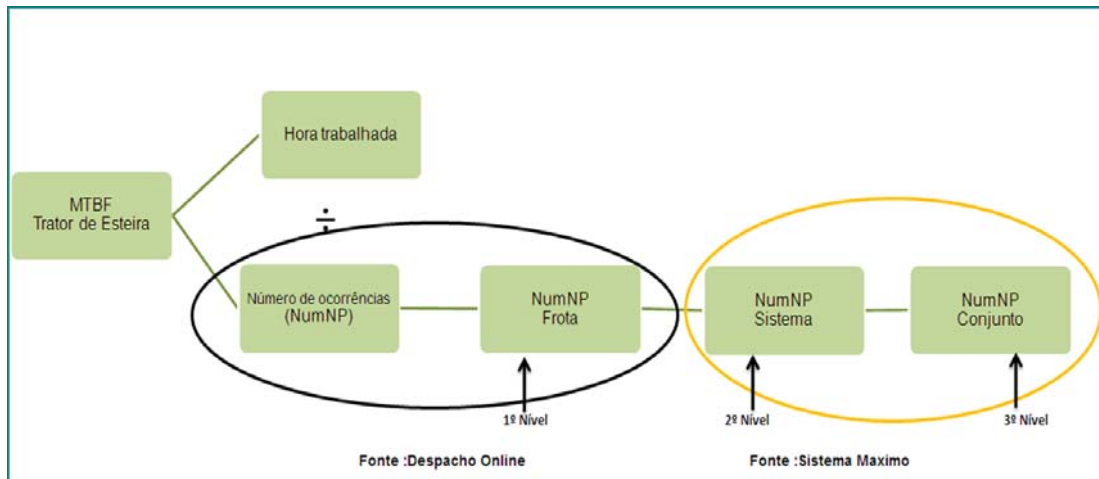 Hora trabalhada
MTBF
Trator de Esteira
÷
Número de ocorrências
(NumNP)
NumNP
Frota
NumNP
Sistema
NumNP
Conjunto
1º Nível
2º Nível
3º Nível
Fonte :Despacho Online
Fonte :Sistema Maximo